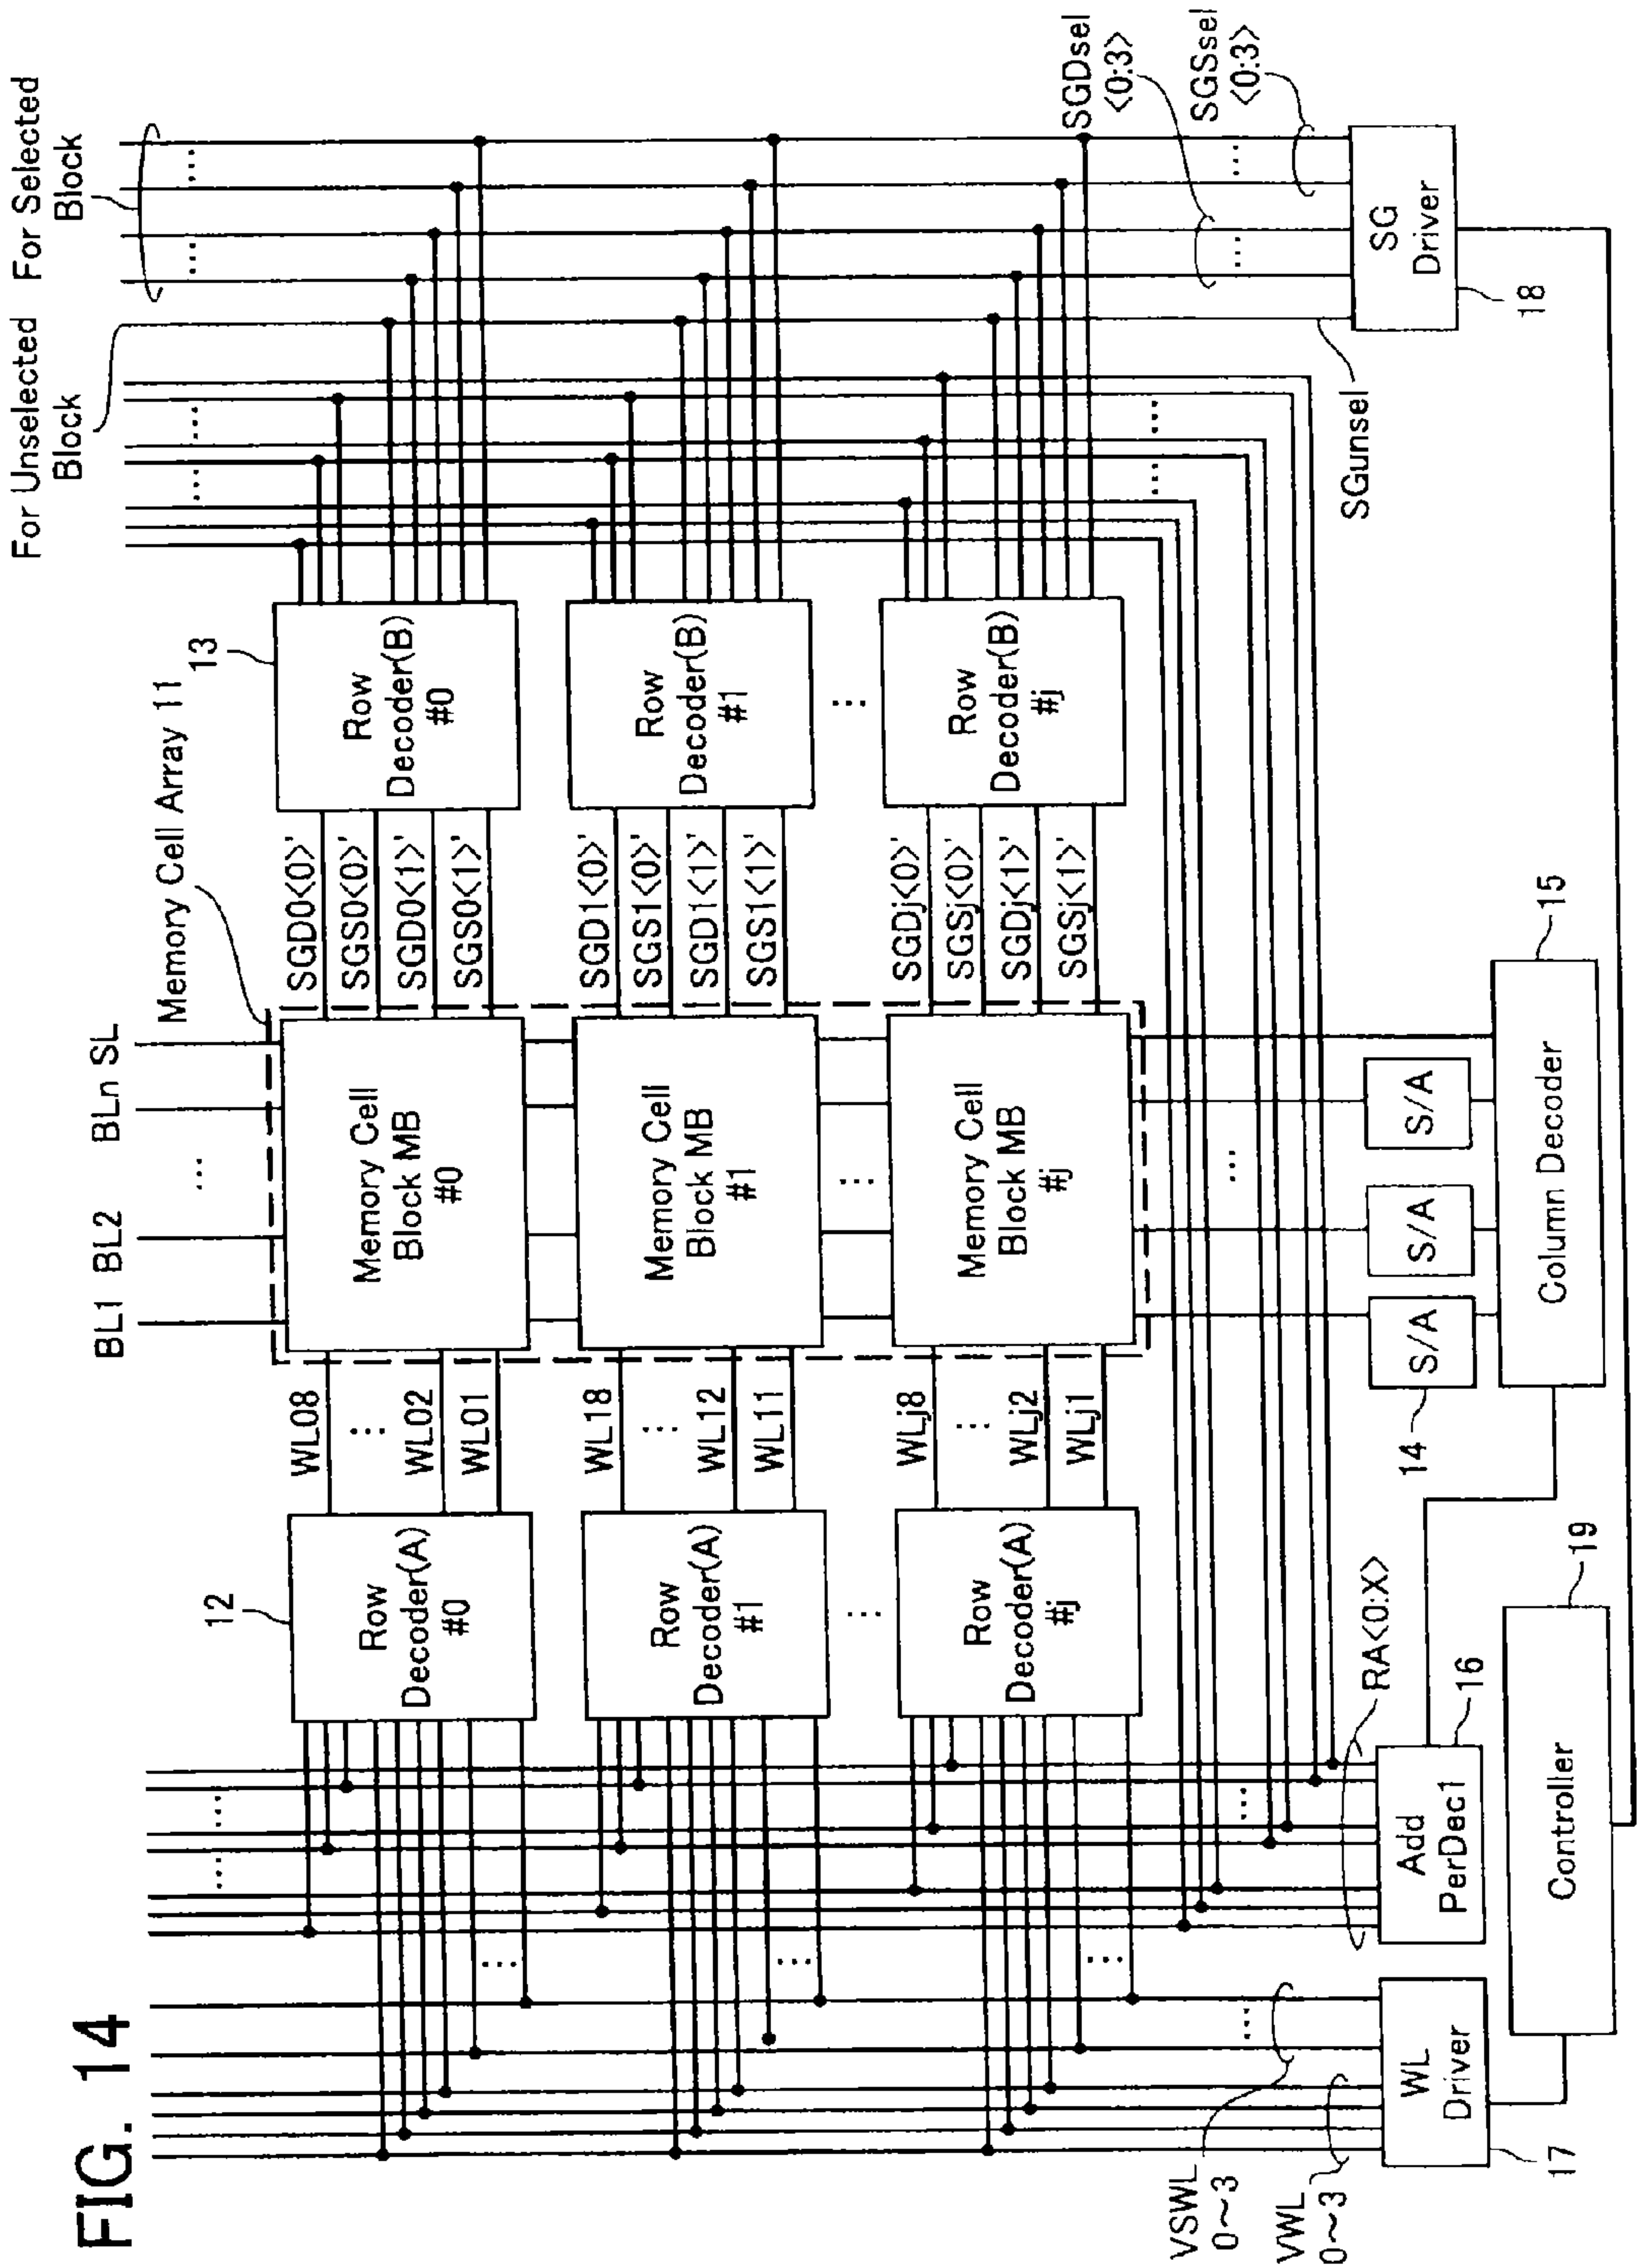 FIG. 14
BL1 BL2 ... BLn SL
Memory Cell Array 11
For Unselected
Block
For Selected
Block
12
Row
Decoder(A)
#0
WL08
⋮
WL02
WL01
Memory Cell
Block MB
#0
SGD0<0>'
SGS0<0>'
SGD0<1>'
SGS0<1>'
13
Row
Decoder(B)
#0
Row
Decoder(A)
#1
WL18
⋮
WL12
WL11
Memory Cell
Block MB
#1
SGD1<0>'
SGS1<0>'
SGD1<1>'
SGS1<1>'
Row
Decoder(B)
#1
Row
Decoder(A)
#j
WLj8
⋮
WLj2
WLj1
Memory Cell
Block MB
#j
SGDj<0>'
SGSj<0>'
SGDj<1>'
SGSj<1>'
Row
Decoder(B)
#j
SGDsel
<0:3>
SGSsel
<0:3>
SGunsel
VSWL
0~3
VWL
0~3
RA<0:X>
WL
Driver
17
Add
PerDec1
16
14
S/A
S/A
S/A
SG
Driver
18
Column Decoder
15
Controller
19